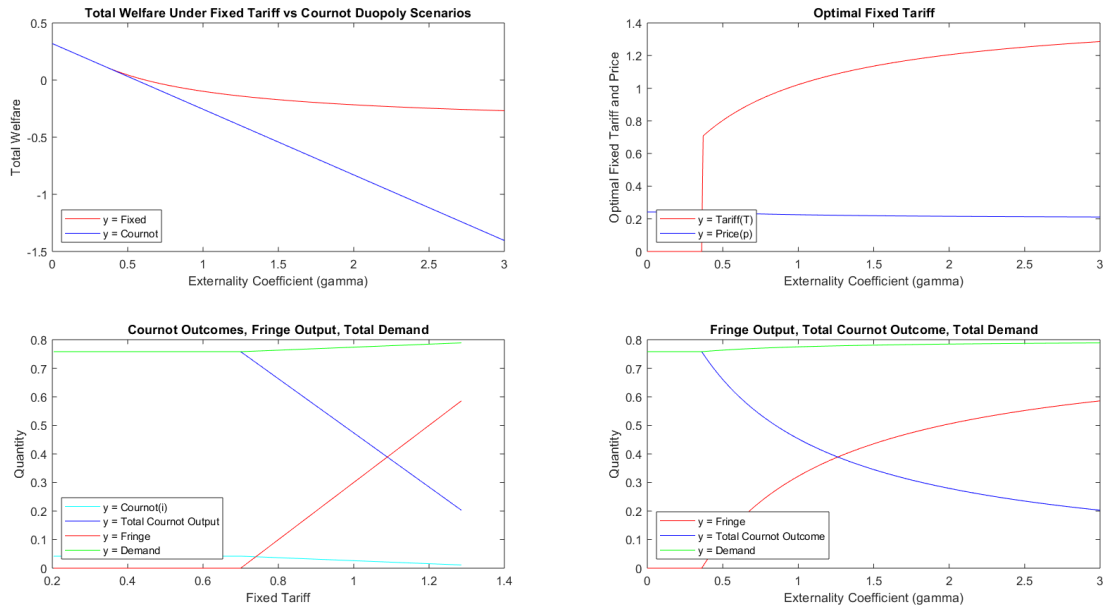 Total Welfare Under Fixed Tariff vs Cournot Duopoly Scenarios
0.5
0
-0.5
-1
-1.5
Total Welfare
y = Fixed
y = Cournot
0 0.5 1 1.5 2 2.5 3
Externality Coefficient (gamma)
Optimal Fixed Tariff
1.4
1.2
1
0.8
0.6
0.4
0.2
0
Optimal Fixed Tariff and Price
y = Tariff(T)
y = Price(p)
0 0.5 1 1.5 2 2.5 3
Externality Coefficient (gamma)
Cournot Outcomes, Fringe Output, Total Demand
0.8
0.7
0.6
0.5
0.4
0.3
0.2
0.1
0
Quantity
y = Cournot(i)
y = Total Cournot Output
y = Fringe
y = Demand
0.2 0.4 0.6 0.8 1 1.2 1.4
Fixed Tariff
Fringe Output, Total Cournot Outcome, Total Demand
0.8
0.7
0.6
0.5
0.4
0.3
0.2
0.1
0
Quantity
y = Fringe
y = Total Cournot Outcome
y = Demand
0 0.5 1 1.5 2 2.5 3
Externality Coefficient (gamma)